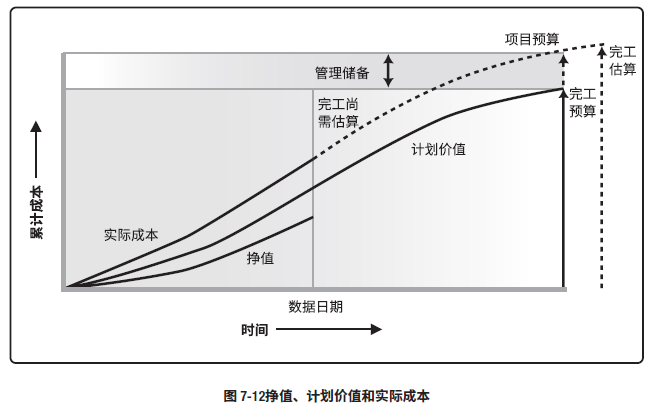 项目预算
完工
估算
管理储备
完工尚
需估算
完工
预算
计划价值
累计成本
实际成本
挣值
数据日期
时间
图 7-12挣值、计划价值和实际成本